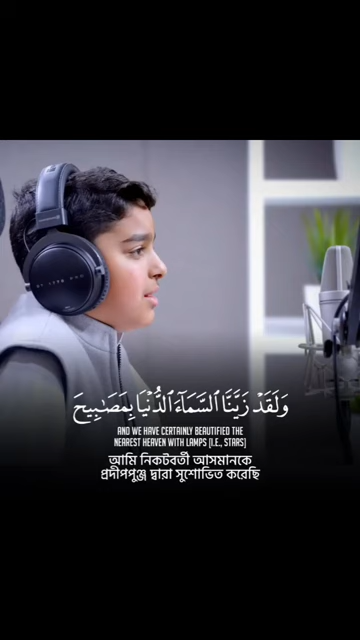 وَلَقَدْ زَيَّنَّا ٱلسَّمَآءَ ٱلدُّنْيَا بِمَصَٰبِيحَ
AND WE HAVE CERTAINLY BEAUTIFIED THE
NEAREST HEAVEN WITH LAMPS [I.E., STARS]
আমি নিকটবর্তী আসমানকে
প্রদীপপুঞ্জ দ্বারা সুশোভিত করেছি